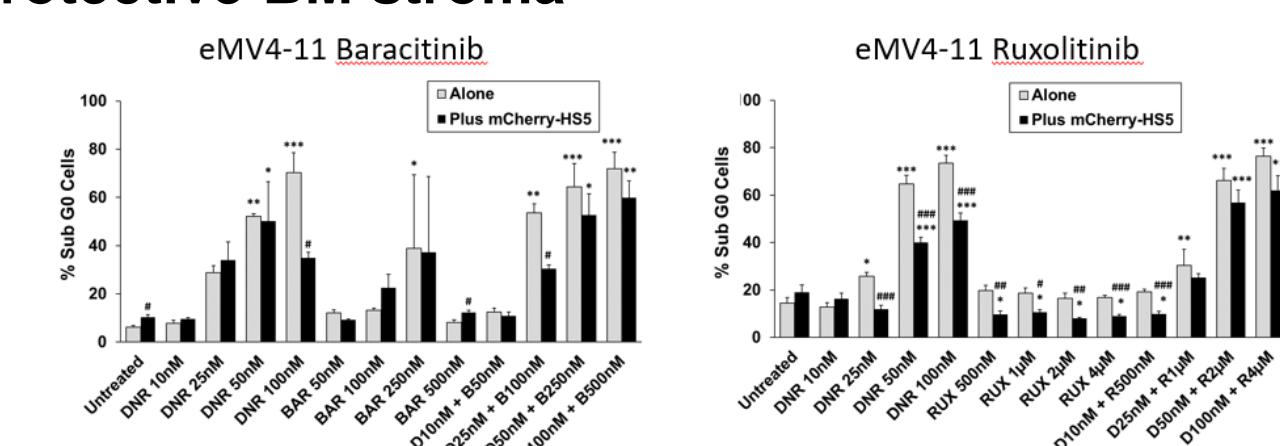 eMV4-11 Baracitinib
Alone
Plus mCherry-HS5
% Sub G0 Cells
100
80
60
40
20
0
#
**
*
***
#
*
#
**
#
***
*
***
**
Untreated
DNR 10nM
DNR 25nM
DNR 50nM
DNR 100nM
BAR 50nM
BAR 100nM
BAR 250nM
BAR 500nM
D10nM + B50nM
D25nM + B100nM
D50nM + B250nM
100nM + B500nM
eMV4-11 Ruxolitinib
Alone
Plus mCherry-HS5
% Sub G0 Cells
100
80
60
40
20
0
*
###
***
###
***
***
###
***
##
*
#
*
##
*
###
*
###
*
**
***
***
***
*
Untreated
DNR 10nM
DNR 25nM
DNR 50nM
DNR 100nM
RUX 500nM
RUX 1µM
RUX 2µM
RUX 4µM
D10nM + R500nM
D25nM + R1µM
D50nM + R2µM
D100nM + R4µM